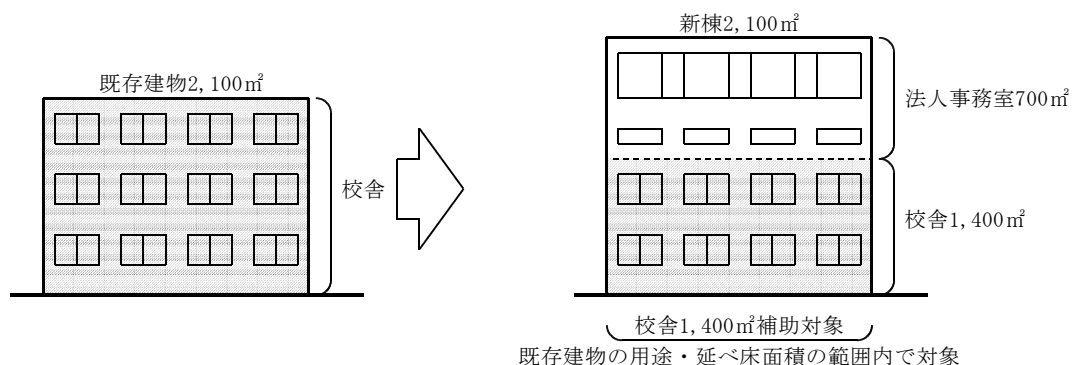 既存建物2,100㎡
校舎
新棟2,100㎡
法人事務室700㎡
校舎1,400㎡
校舎1,400㎡補助対象
既存建物の用途・延べ床面積の範囲内で対象